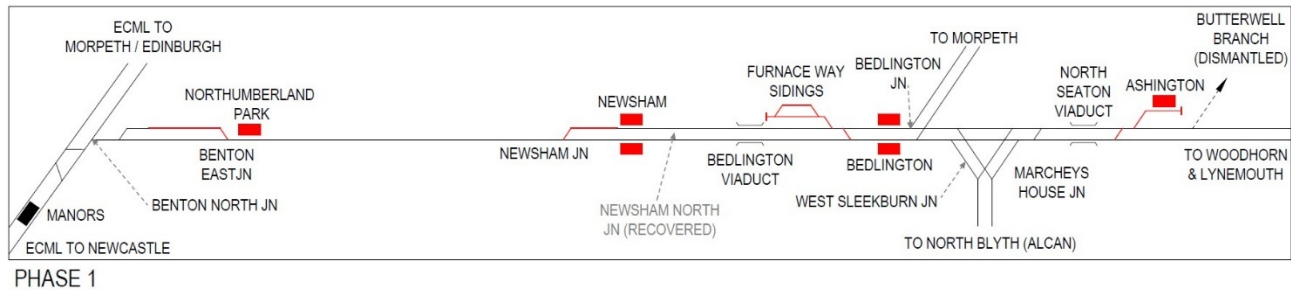 ECML TO
MORPETH / EDINBURGH
NORTHUMBERLAND
PARK
BENTON
EASTJN
BENTON NORTH JN
MANORS
ECML TO NEWCASTLE
NEWSHAM
NEWSHAM JN
NEWSHAM NORTH
JN (RECOVERED)
FURNACE WAY
SIDINGS
BEDLINGTON
VIADUCT
BEDLINGTON
JN
BEDLINGTON
TO MORPETH
WEST SLEEKBURN JN
TO NORTH BLYTH (ALCAN)
NORTH
SEATON
VIADUCT
MARCHEYS
HOUSE JN
ASHINGTON
BUTTERWELL
BRANCH
(DISMANTLED)
TO WOODHORN
& LYNEMOUTH
PHASE 1